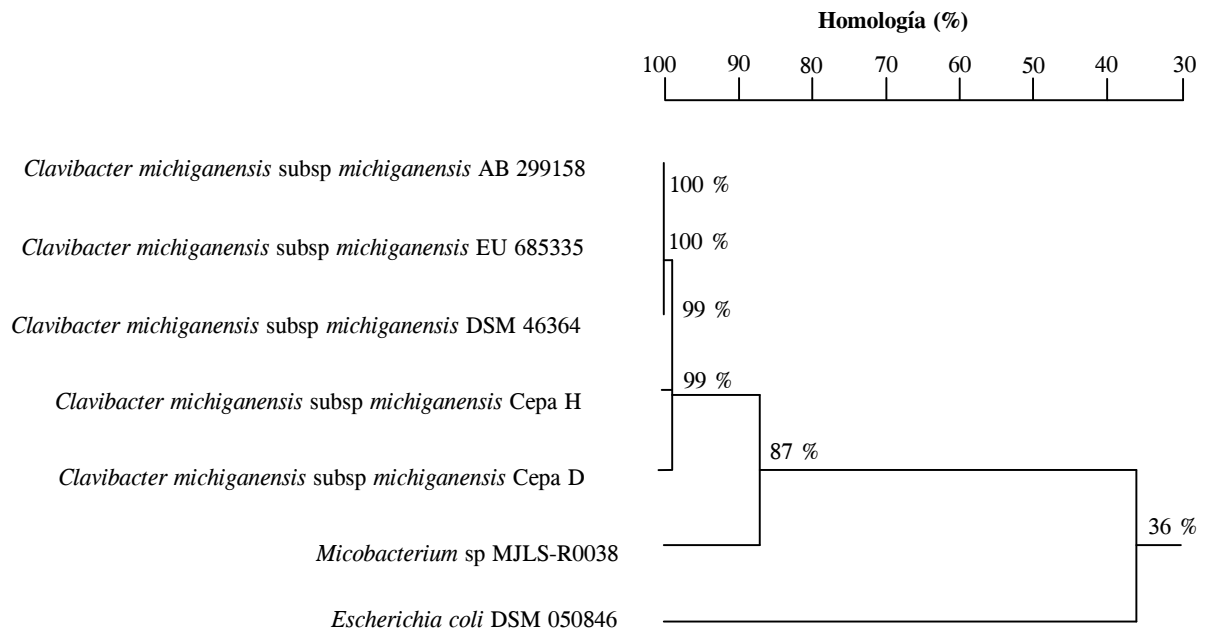 Homología (%)
100 90 80 70 60 50 40 30
Clavibacter michiganensis subsp michiganensis AB 299158
100 %
Clavibacter michiganensis subsp michiganensis EU 685335
100 %
Clavibacter michiganensis subsp michiganensis DSM 46364
99 %
Clavibacter michiganensis subsp michiganensis Cepa H
99 %
Clavibacter michiganensis subsp michiganensis Cepa D
87 %
Micobacterium sp MJLS-R0038
36 %
Escherichia coli DSM 050846